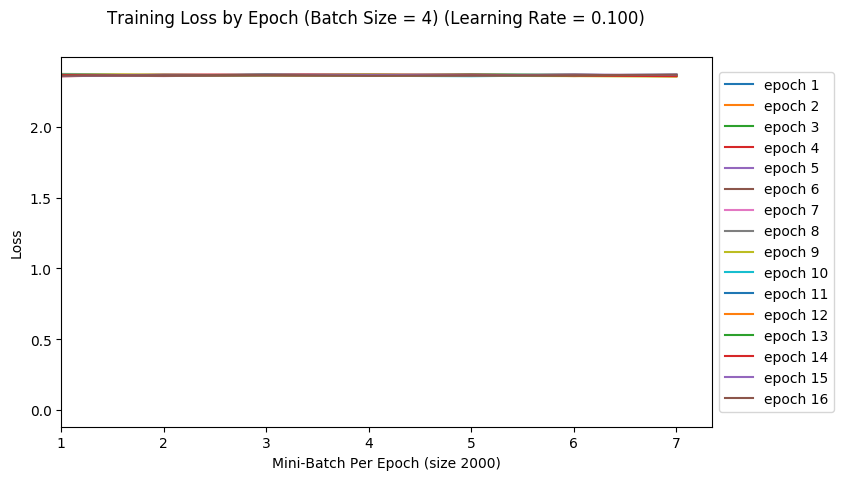 Training Loss by Epoch (Batch Size = 4) (Learning Rate = 0.100)
2.0
1.5
1.0
0.5
0.0
Loss
1 2 3 4 5 6 7
Mini-Batch Per Epoch (size 2000)
epoch 1
epoch 2
epoch 3
epoch 4
epoch 5
epoch 6
epoch 7
epoch 8
epoch 9
epoch 10
epoch 11
epoch 12
epoch 13
epoch 14
epoch 15
epoch 16